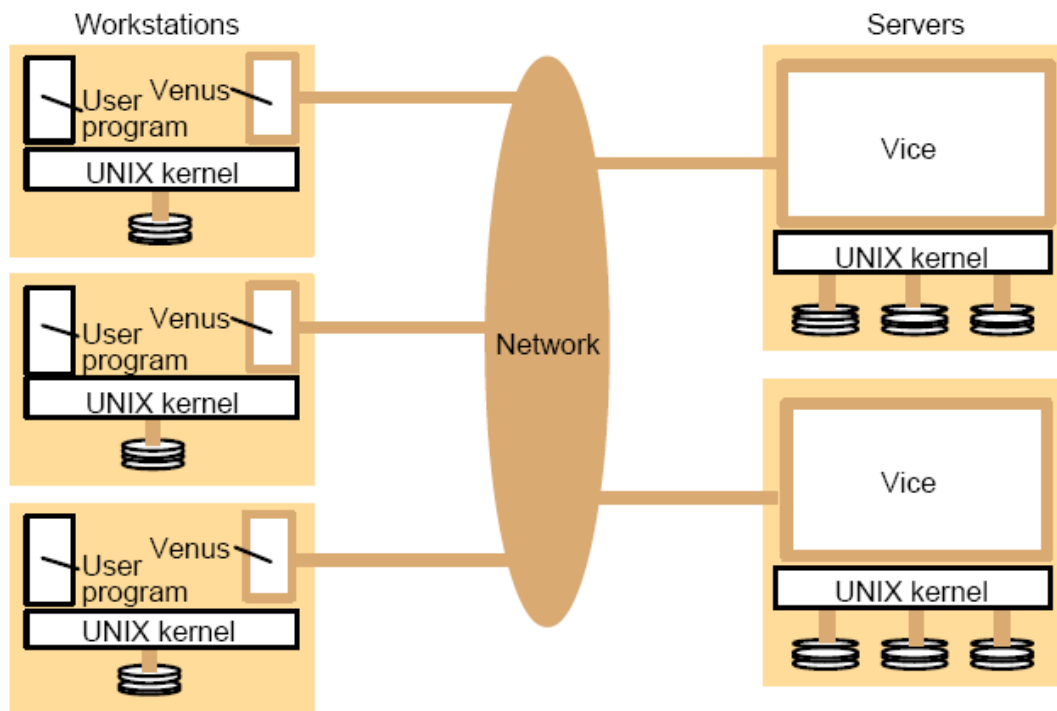 Workstations
Servers
User
program
Venus
UNIX kernel
Vice
UNIX kernel
User
program
Venus
UNIX kernel
Network
Vice
UNIX kernel
User
program
Venus
UNIX kernel